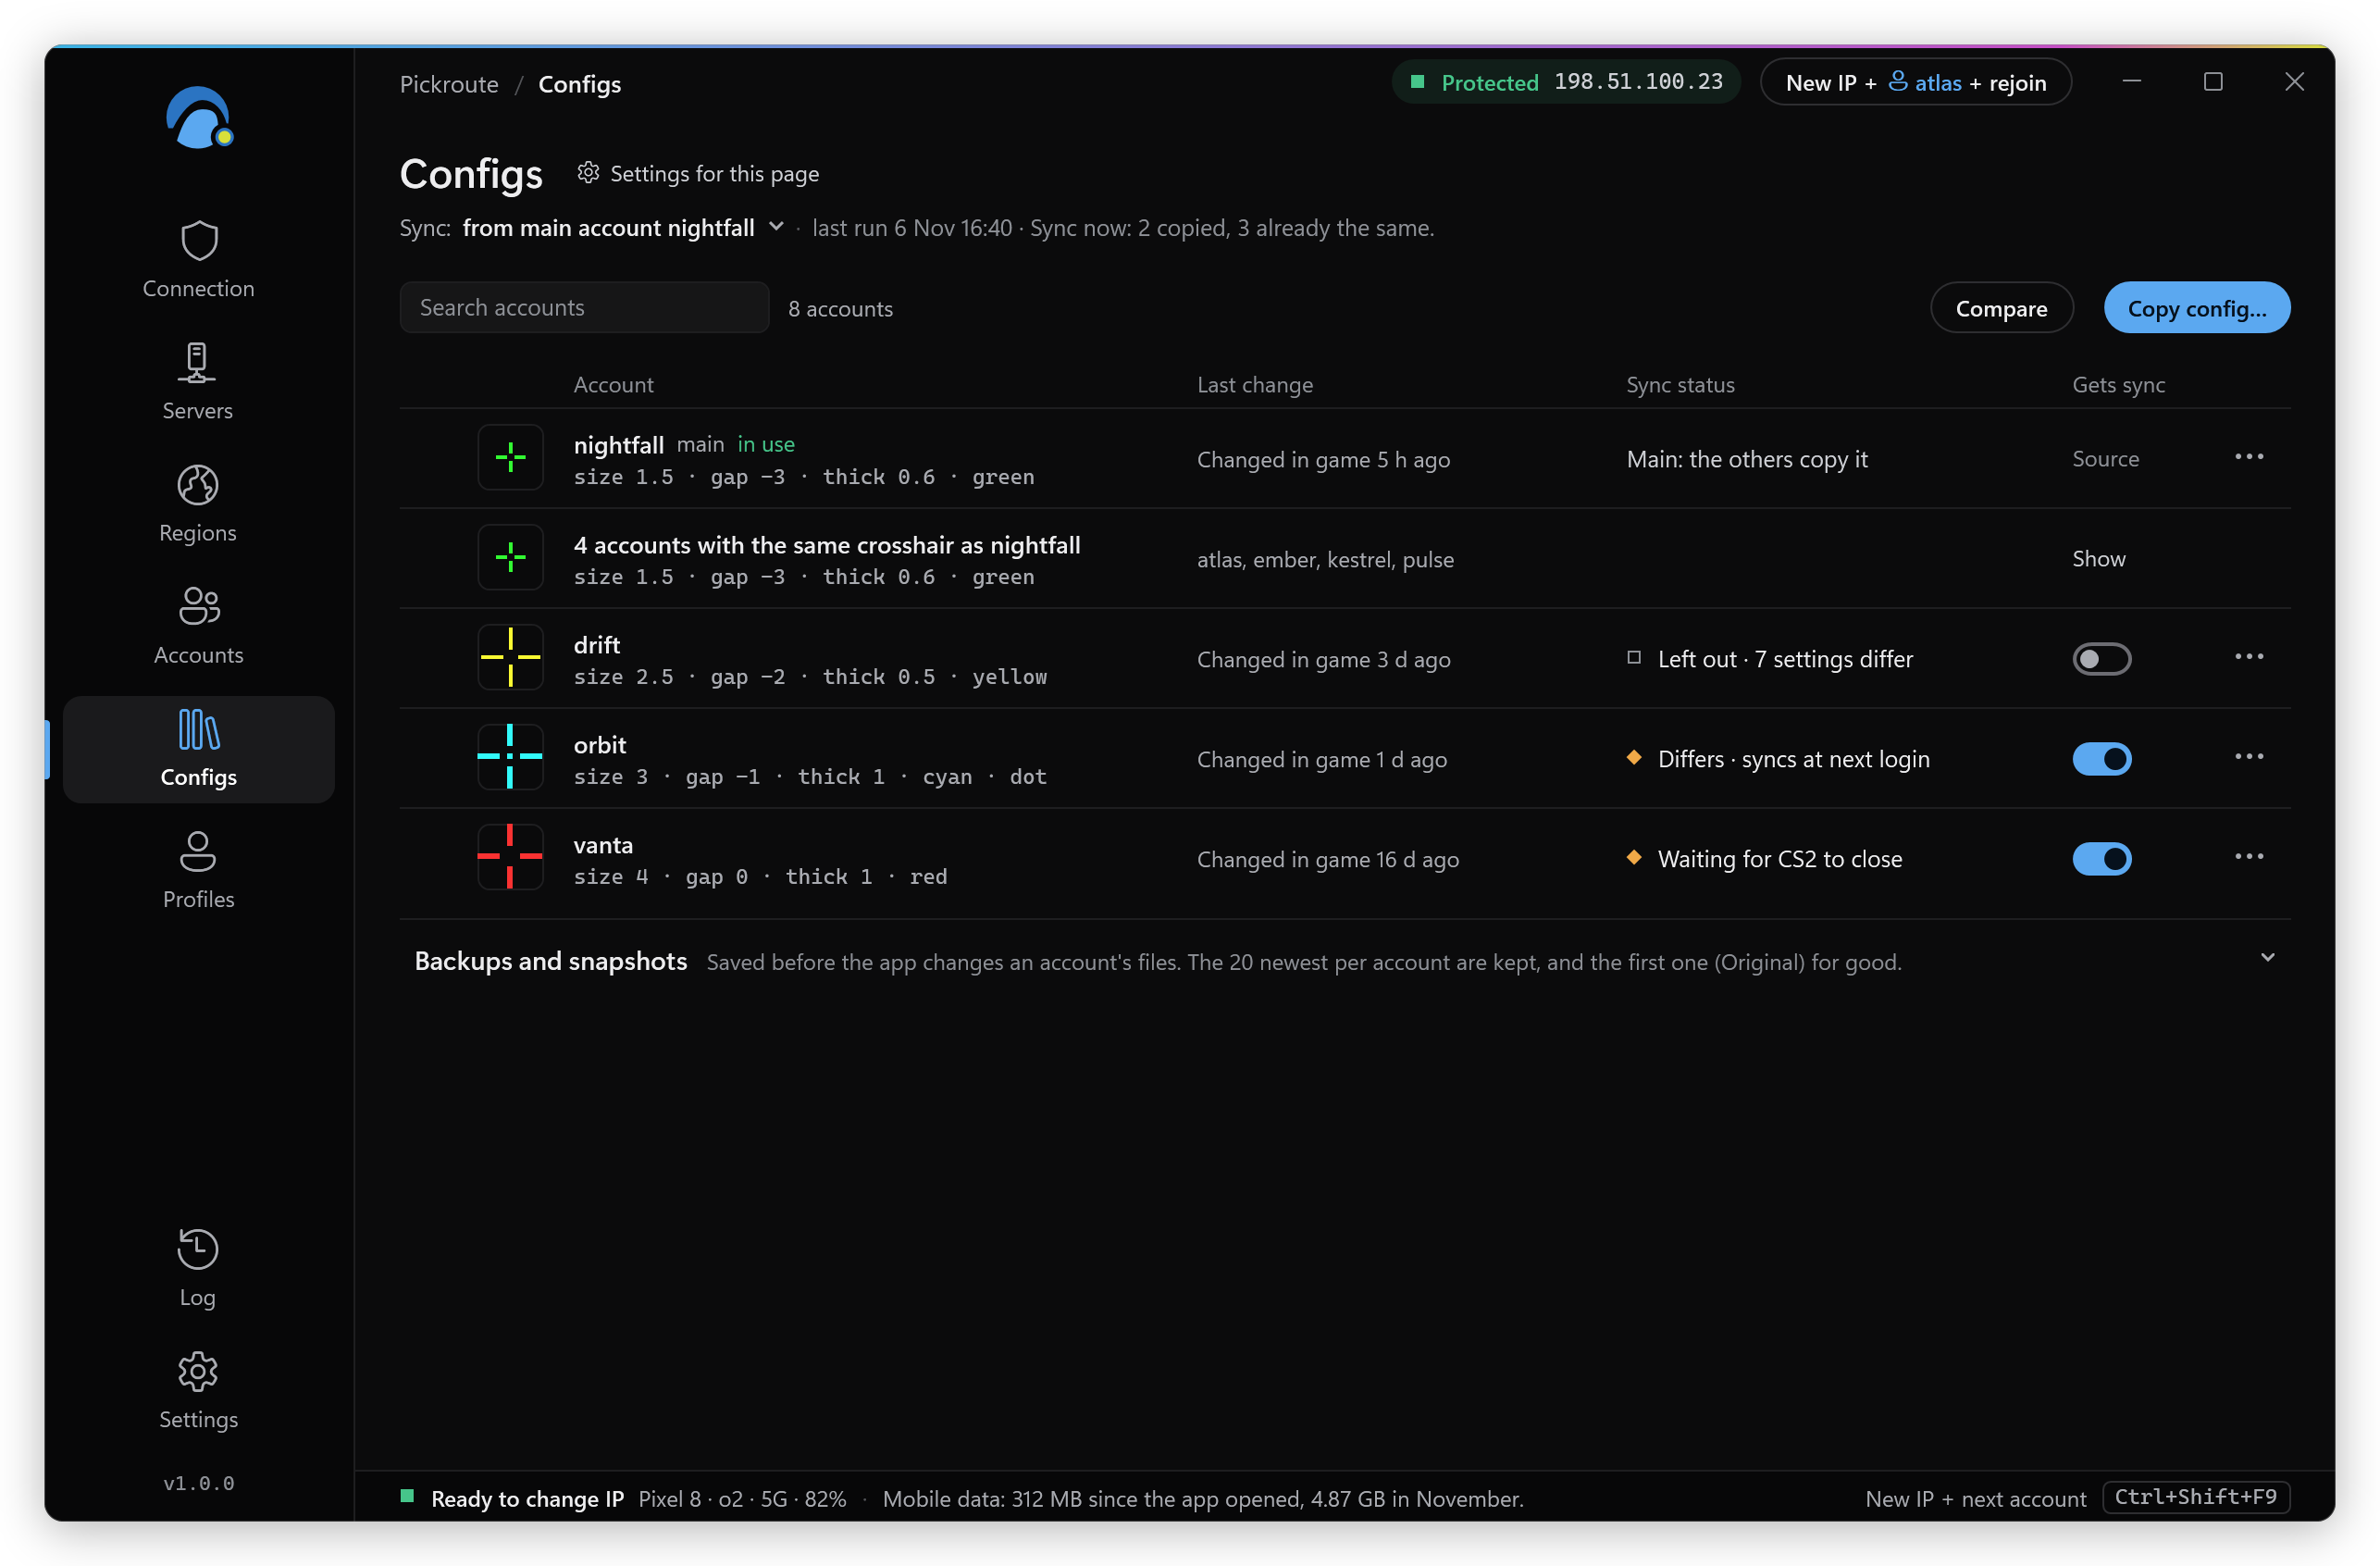 Pickroute / Configs
Protected 198.51.100.23
New IP + atlas + rejoin
Configs
Settings for this page
Sync: from main account nightfall · last run 6 Nov 16:40 · Sync now: 2 copied, 3 already the same.
Search accounts
8 accounts
Compare
Copy config...
Account Last change Sync status Gets sync
nightfall main in use
size 1.5 · gap −3 · thick 0.6 · green
Changed in game 5 h ago
Main: the others copy it
Source
4 accounts with the same crosshair as nightfall
size 1.5 · gap −3 · thick 0.6 · green
atlas, ember, kestrel, pulse
Show
drift
size 2.5 · gap −2 · thick 0.5 · yellow
Changed in game 3 d ago
Left out · 7 settings differ
orbit
size 3 · gap −1 · thick 1 · cyan · dot
Changed in game 1 d ago
Differs · syncs at next login
vanta
size 4 · gap 0 · thick 1 · red
Changed in game 16 d ago
Waiting for CS2 to close
Backups and snapshots Saved before the app changes an account's files. The 20 newest per account are kept, and the first one (Original) for good.
Connection
Servers
Regions
Accounts
Configs
Profiles
Log
Settings
v1.0.0
Ready to change IP Pixel 8 · o2 · 5G · 82% · Mobile data: 312 MB since the app opened, 4.87 GB in November.
New IP + next account Ctrl+Shift+F9